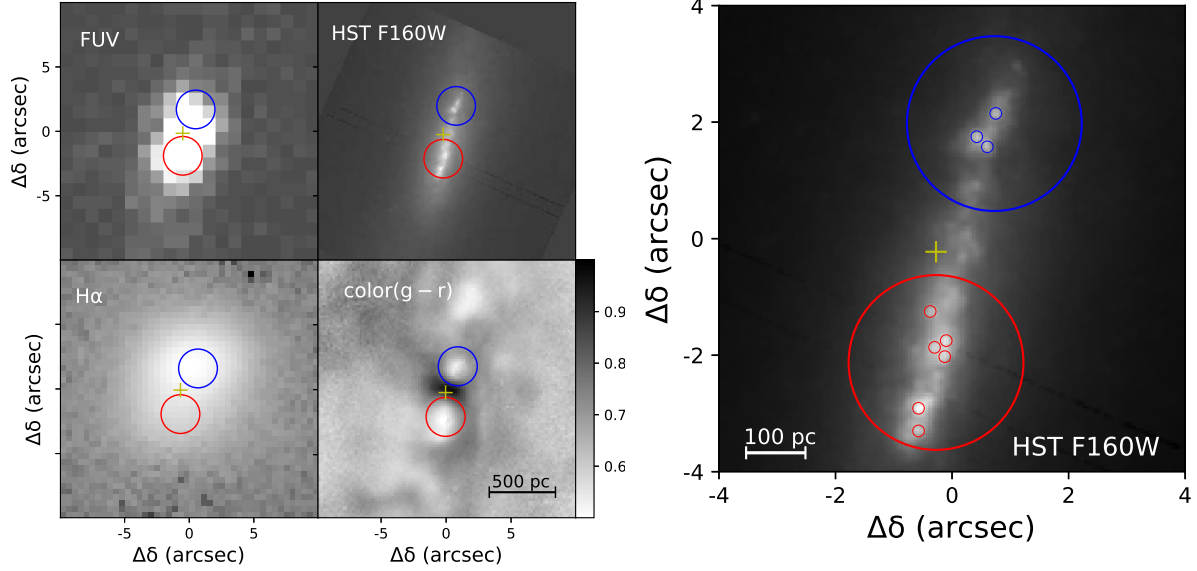 FUV
HST F160W
5
0
-5
Δδ (arcsec)
Hα
color(g − r)
500 pc
Δδ (arcsec)
0.9
0.8
0.7
0.6
-5
0
5
-5
0
5
Δδ (arcsec)
Δδ (arcsec)
4
2
0
-2
-4
Δδ (arcsec)
100 pc
HST F160W
-4
-2
0
2
4
Δδ (arcsec)